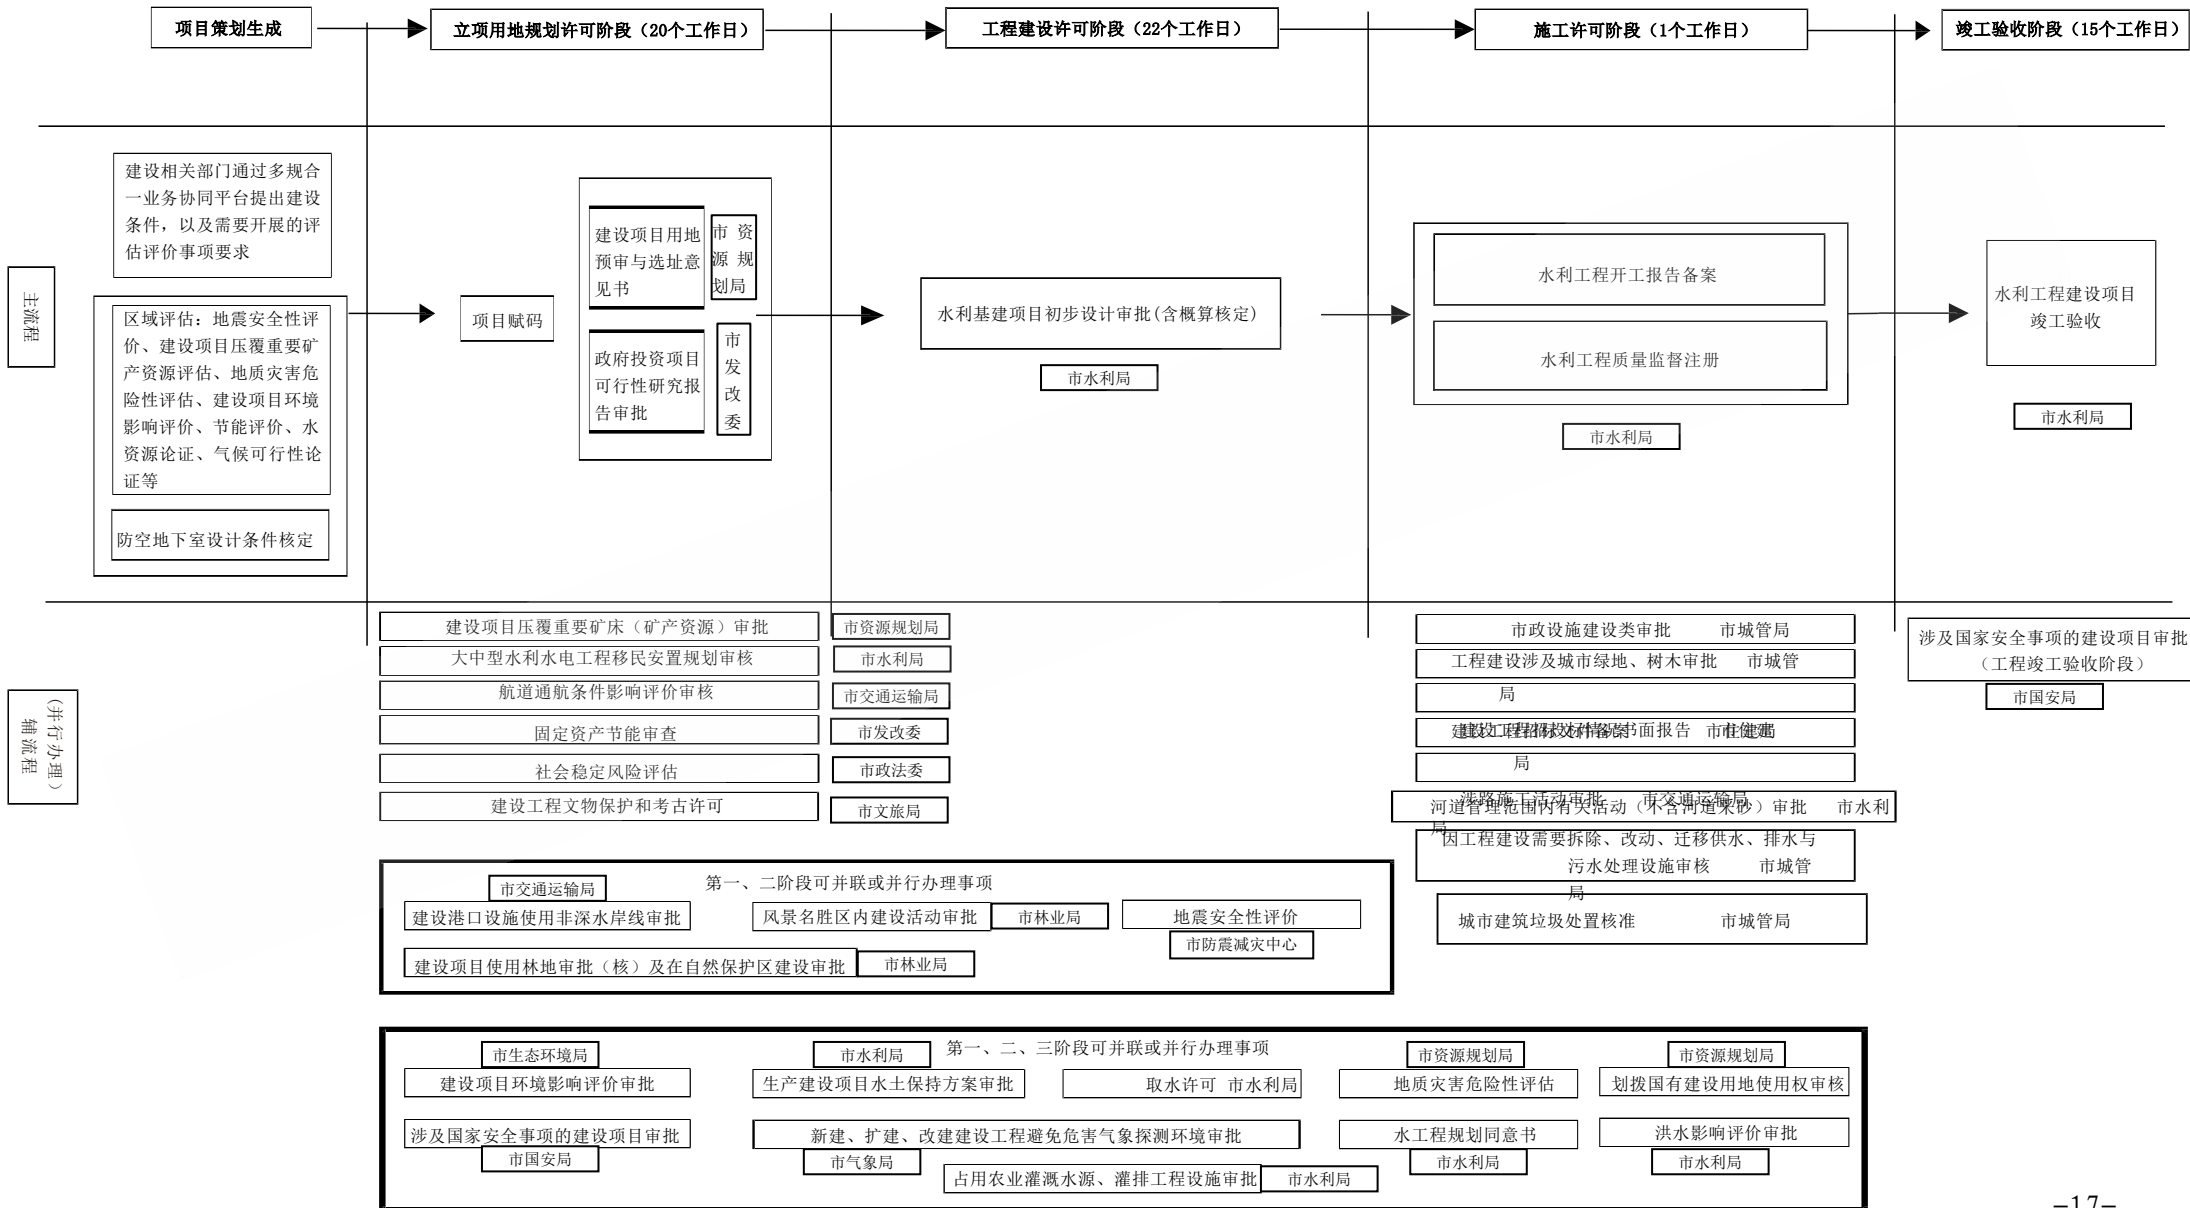 项目策划生成
立项用地规划许可阶段（20个工作日）
工程建设许可阶段（22个工作日）
施工许可阶段（1个工作日）
竣工验收阶段（15个工作日）
主流程
建设相关部门通过多规合
一业务协同平台提出建设
条件，以及需要开展的评
估评价事项要求
区域评估：地震安全性评
价、建设项目压覆重要矿
产资源评估、地质灾害危
险性评估、建设项目环境
影响评价、节能评价、水
资源论证、气候可行性论
证等
防空地下室设计条件核定
项目赋码
建设项目用地
预审与选址意
见书
市 资
源 规
划局
政府投资项目
可行性研究报
告审批
市
发
改
委
水利基建项目初步设计审批(含概算核定)
市水利局
水利工程开工报告备案
水利工程质量监督注册
市水利局
水利工程建设项目
竣工验收
市水利局
（并行办理）
辅流程
建设项目压覆重要矿床（矿产资源）审批
市资源规划局
大中型水利水电工程移民安置规划审核
市水利局
航道通航条件影响评价审核
市交通运输局
固定资产节能审查
市发改委
社会稳定风险评估
市政法委
建设工程文物保护和考古许可
市文旅局
市政设施建设类审批 市城管局
工程建设涉及城市绿地、树木审批 市城管
局
局
涉路施工活动审批 市交通运输局
河道管理范围内有关活动（不含河道采砂）审批 市水利
局
因工程建设需要拆除、改动、迁移供水、排水与
污水处理设施审核 市城管
局
城市建筑垃圾处置核准 市城管局
涉及国家安全事项的建设项目审批
（工程竣工验收阶段）
市国安局
第一、二阶段可并联或并行办理事项
市交通运输局
建设港口设施使用非深水岸线审批
风景名胜区内建设活动审批
市林业局
地震安全性评价
市防震减灾中心
建设项目使用林地审批（核）及在自然保护区建设审批
市林业局
第一、二、三阶段可并联或并行办理事项
市生态环境局
建设项目环境影响评价审批
市水利局
生产建设项目水土保持方案审批
取水许可 市水利局
市资源规划局
地质灾害危险性评估
市资源规划局
划拨国有建设用地使用权审核
涉及国家安全事项的建设项目审批
市国安局
新建、扩建、改建建设工程避免危害气象探测环境审批
市气象局
水工程规划同意书
市水利局
洪水影响评价审批
市水利局
占用农业灌溉水源、灌排工程设施审批
市水利局
–17–